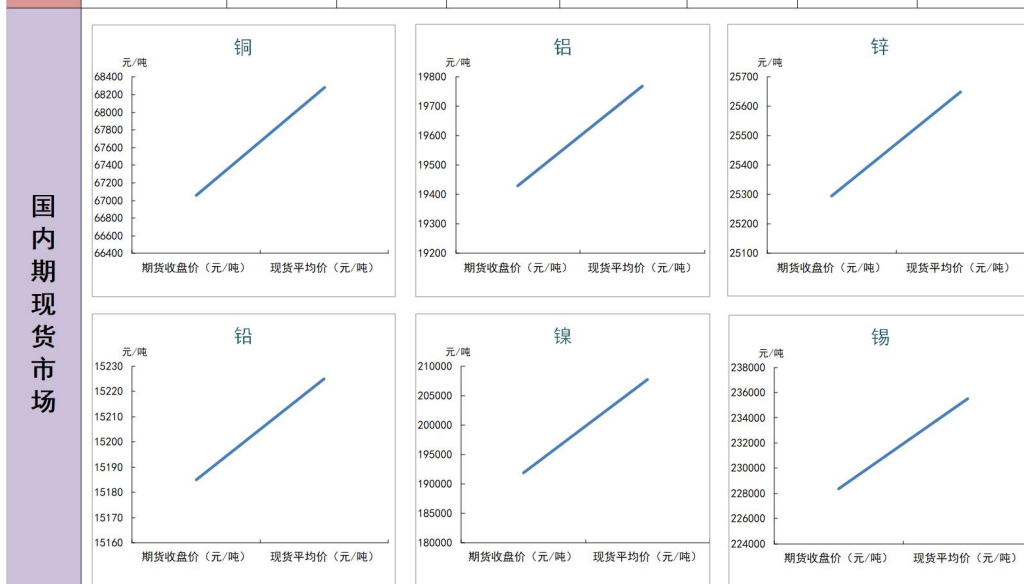 国内期现货市场
铜
元/吨
68400
68200
68000
67800
67600
67400
67200
67000
66800
66600
66400
期货收盘价（元/吨） 现货平均价（元/吨）
铝
元/吨
19800
19700
19600
19500
19400
19300
19200
期货收盘价（元/吨） 现货平均价（元/吨）
锌
元/吨
25700
25600
25500
25400
25300
25200
25100
期货收盘价（元/吨） 现货平均价（元/吨）
铅
元/吨
15230
15220
15210
15200
15190
15180
15170
15160
期货收盘价（元/吨） 现货平均价（元/吨）
镍
元/吨
210000
205000
200000
195000
190000
185000
180000
期货收盘价（元/吨） 现货平均价（元/吨）
锡
元/吨
238000
236000
234000
232000
230000
228000
226000
224000
期货收盘价（元/吨） 现货平均价（元/吨）